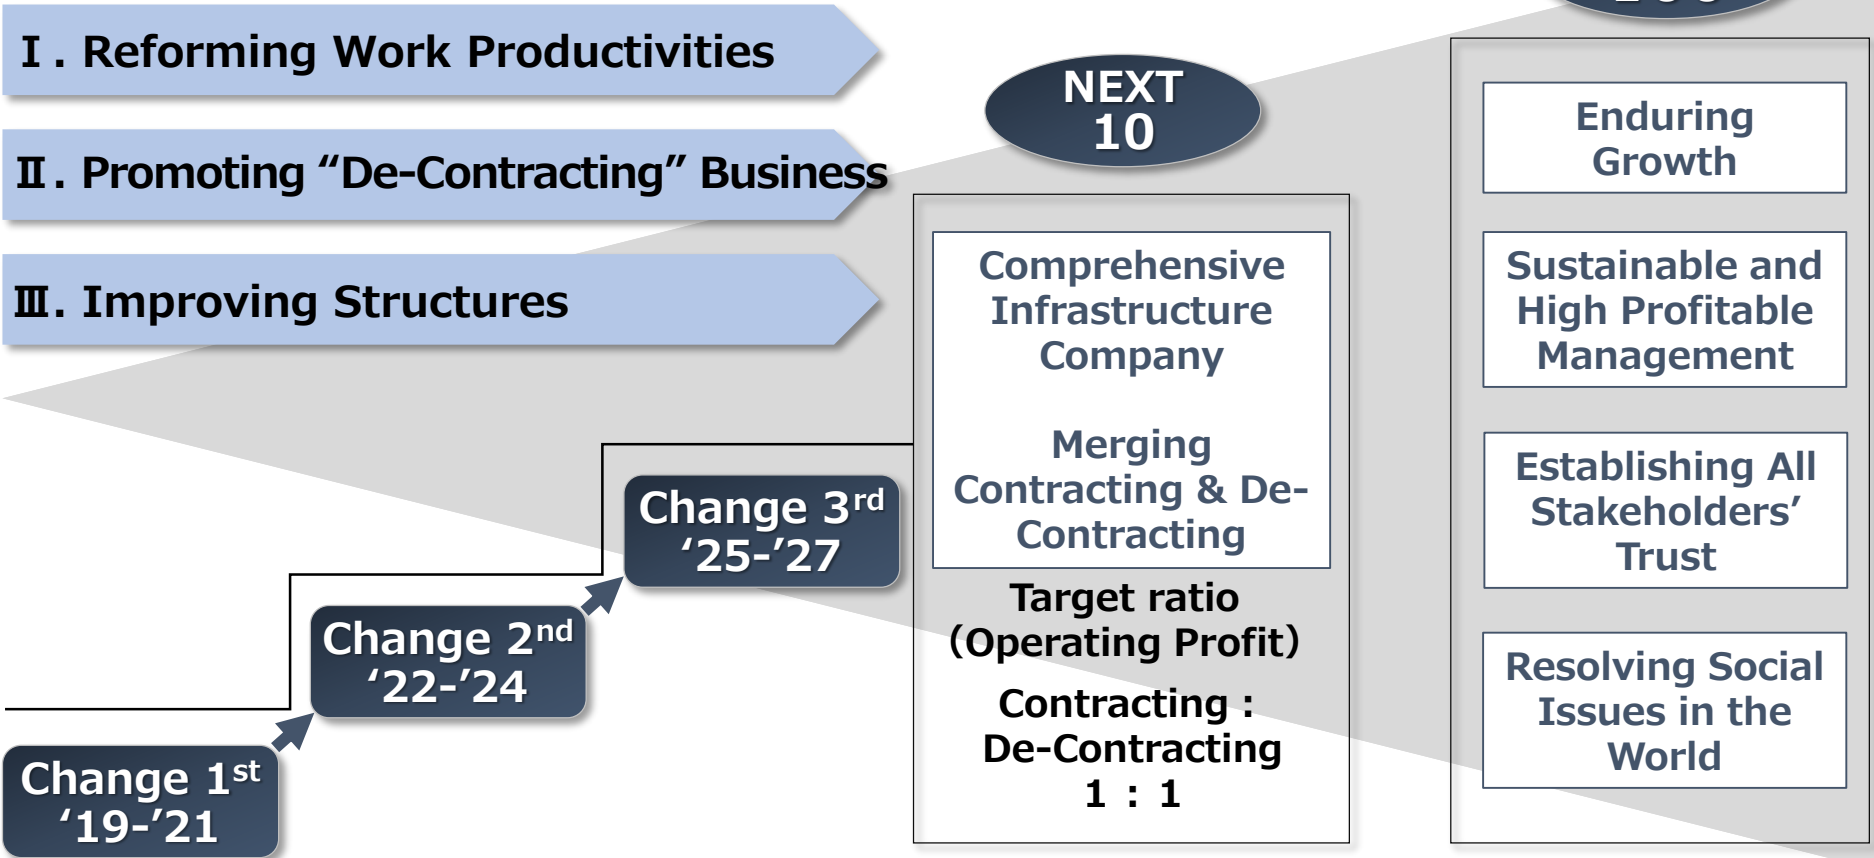 Ⅰ. Reforming Work Productivities
Ⅱ. Promoting “De-Contracting” Business
Ⅲ. Improving Structures
Change 1st
‘19-’21
Change 2nd
‘22-’24
Change 3rd
‘25-’27
NEXT
10
Comprehensive
Infrastructure
Company
Merging
Contracting & De-
Contracting
Target ratio
(Operating Profit)
Contracting :
De-Contracting
1 : 1
Enduring
Growth
Sustainable and
High Profitable
Management
Establishing All
Stakeholders’
Trust
Resolving Social
Issues in the
World